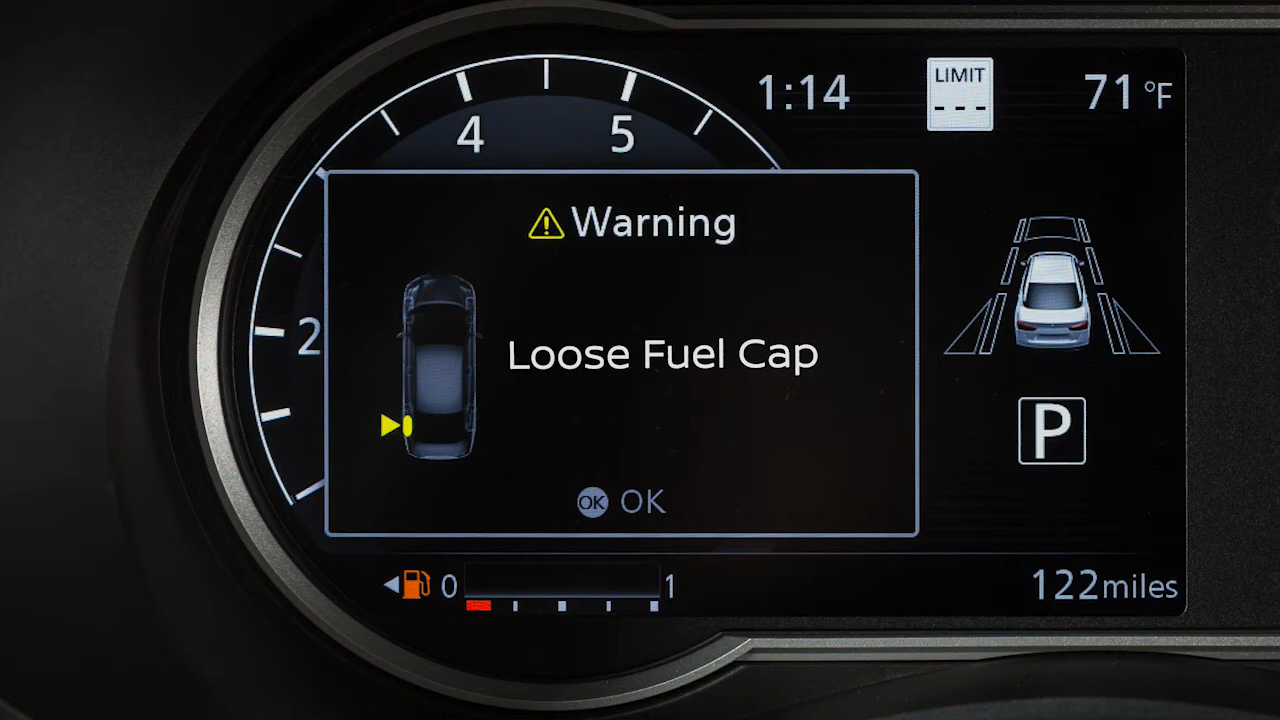 1:14
LIMIT
---
71 °F
4 5
2
Warning
Loose Fuel Cap
OK OK
P
0 1
122 miles